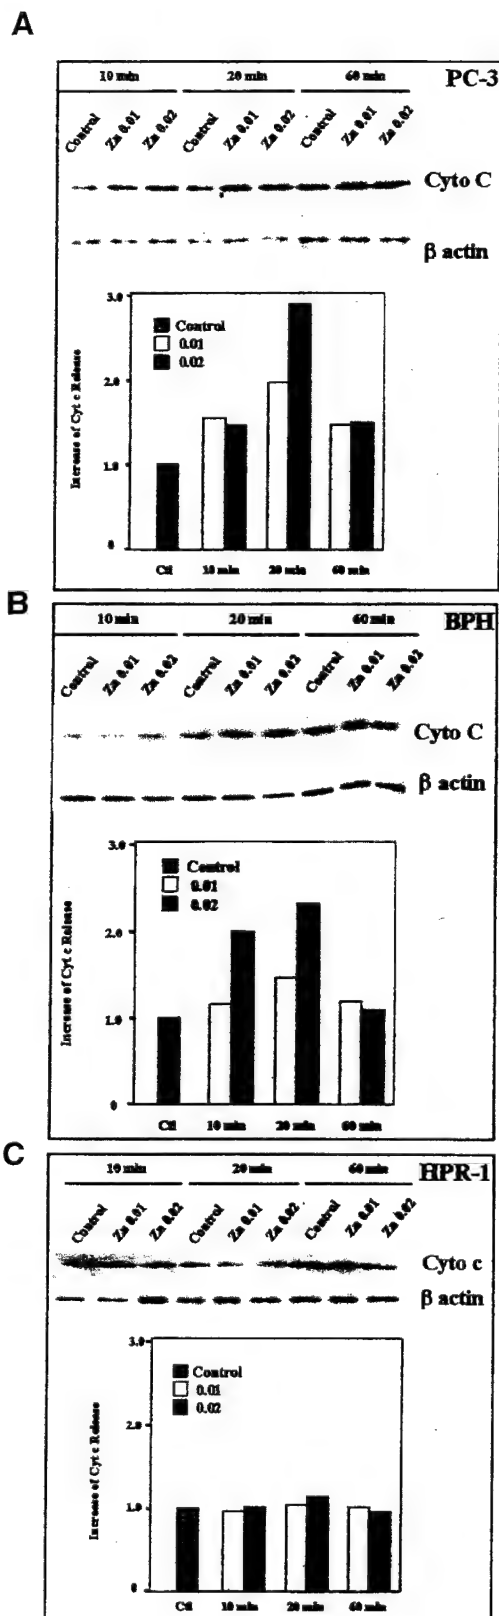 A
10 min 20 min 60 min PC-3
Control Zn 0.01 Zn 0.02 Control Zn 0.01 Zn 0.02 Control Zn 0.01 Zn 0.02
Cyto C
β actin
3.0
2.0
1.0
0
Increase of Cyt c Release
Control
0.01
0.02
Ctl 10 min 20 min 60 min
B
10 min 20 min 60 min BPH
Control Zn 0.01 Zn 0.02 Control Zn 0.01 Zn 0.02 Control Zn 0.01 Zn 0.02
Cyto C
β actin
3.0
2.0
1.0
0
Increase of Cyt c Release
Control
0.01
0.02
Ctl 10 min 20 min 60 min
C
10 min 20 min 60 min HPR-1
Control Zn 0.01 Zn 0.02 Control Zn 0.01 Zn 0.02 Control Zn 0.01 Zn 0.02
Cyto c
β actin
3.0
2.0
1.0
0
Increase of Cyt c Release
Control
0.01
0.02
Ctl 10 min 20 min 60 min